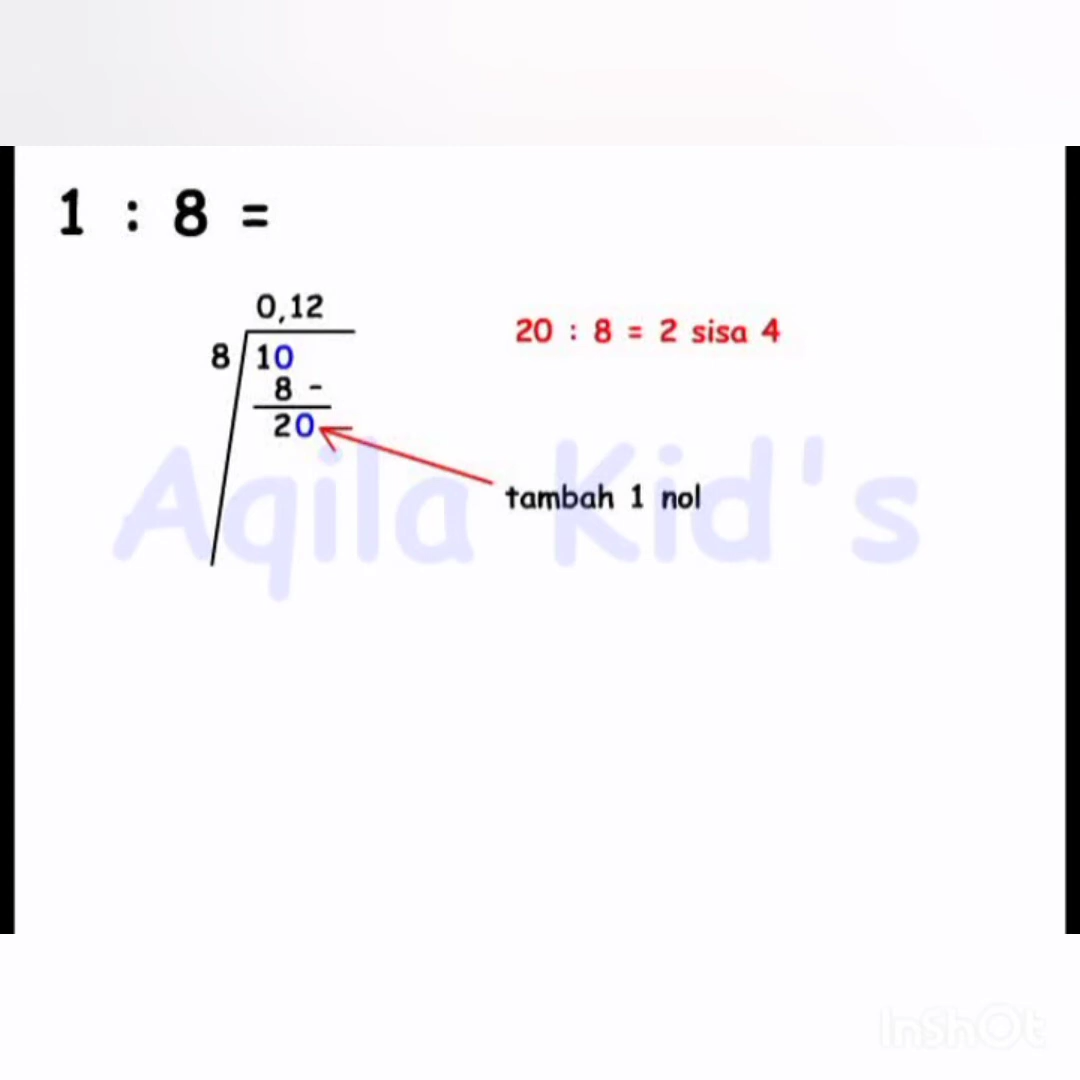 1 : 8 =
0,12
20 : 8 = 2 sisa 4
8 10
8 -
20
tambah 1 nol
Aqila Kid's
InShOt